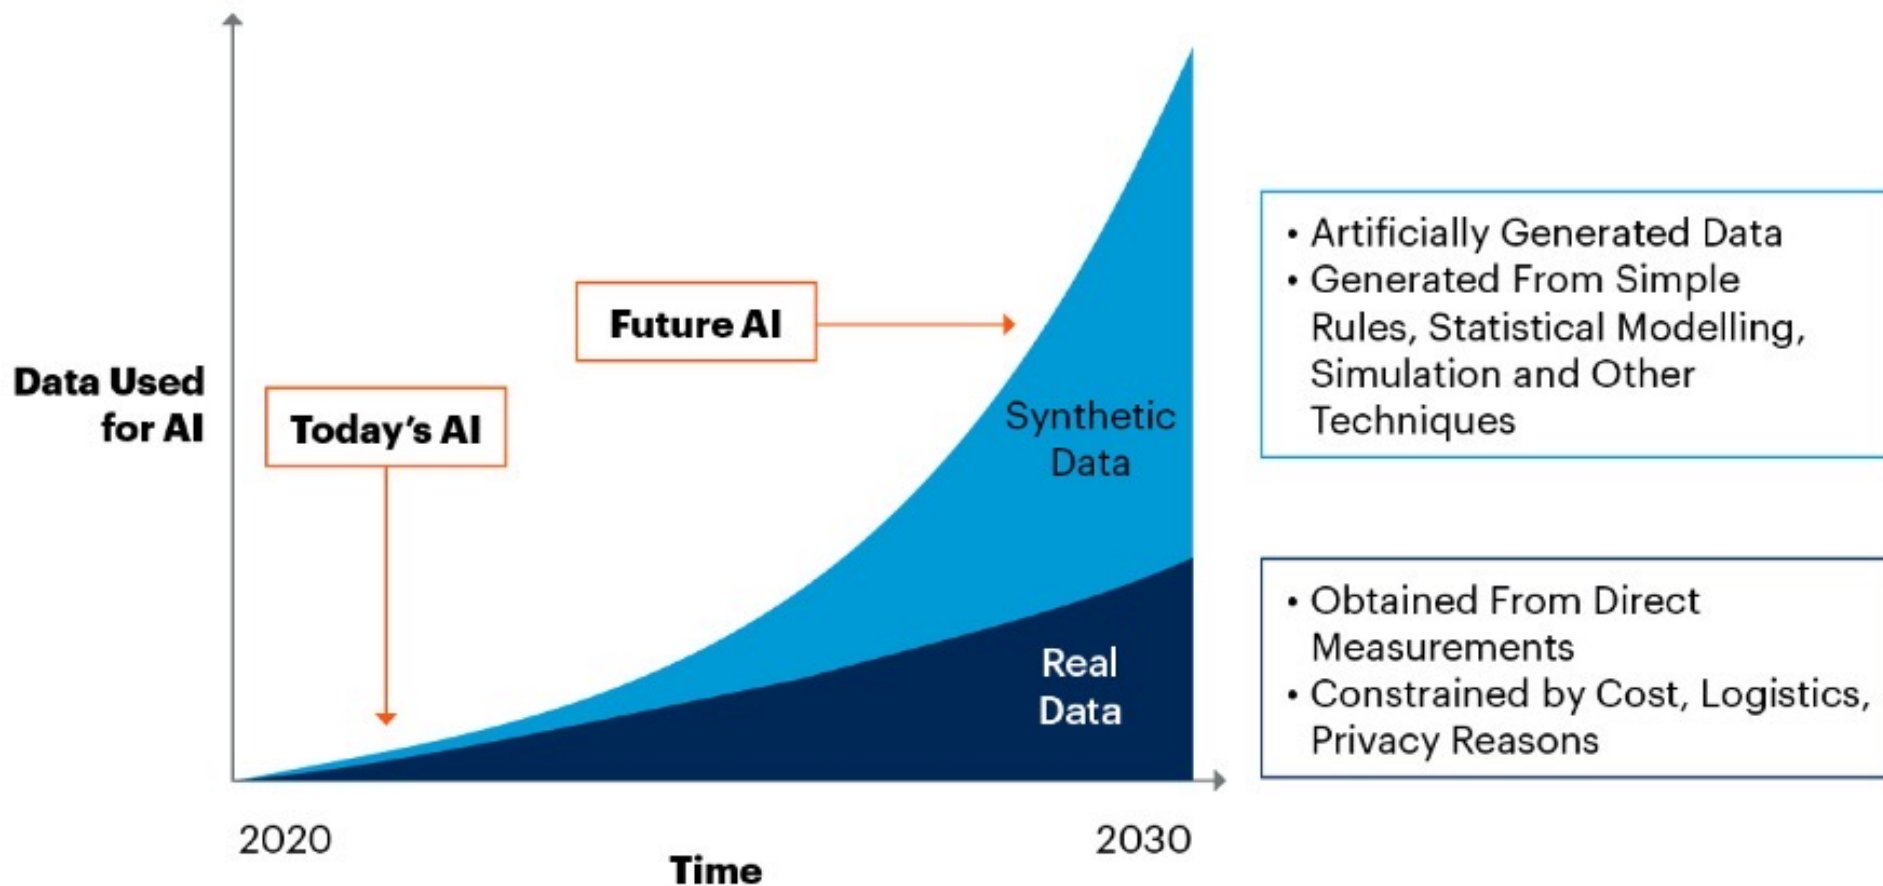 Data Used
for AI
Today's AI
Future AI
Synthetic
Data
Real
Data
2020
2030
Time
• Artificially Generated Data
• Generated From Simple
Rules, Statistical Modelling,
Simulation and Other
Techniques
• Obtained From Direct
Measurements
• Constrained by Cost, Logistics,
Privacy Reasons